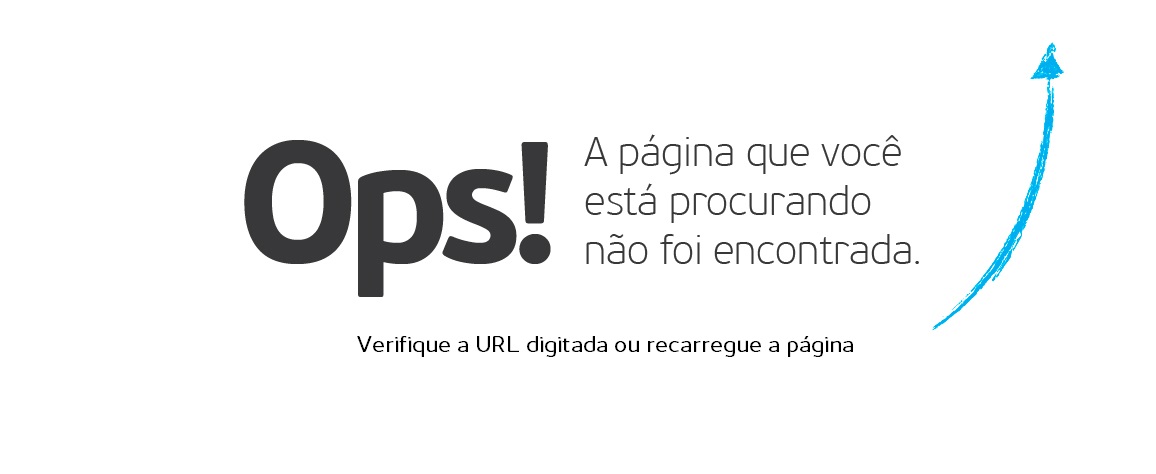 Ops!
A página que você
está procurando
não foi encontrada.
Verifique a URL digitada ou recarregue a página